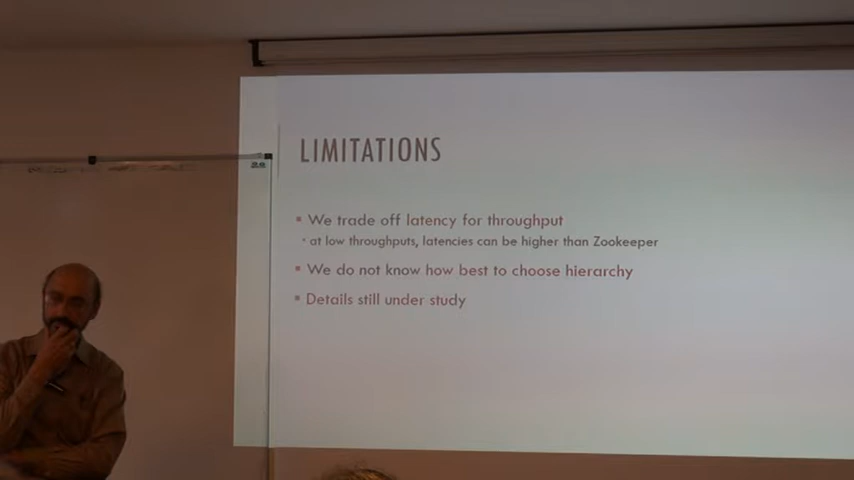 LIMITATIONS
▪ We trade off latency for throughput
▪ at low throughputs, latencies can be higher than Zookeeper
▪ We do not know how best to choose hierarchy
▪ Details still under study